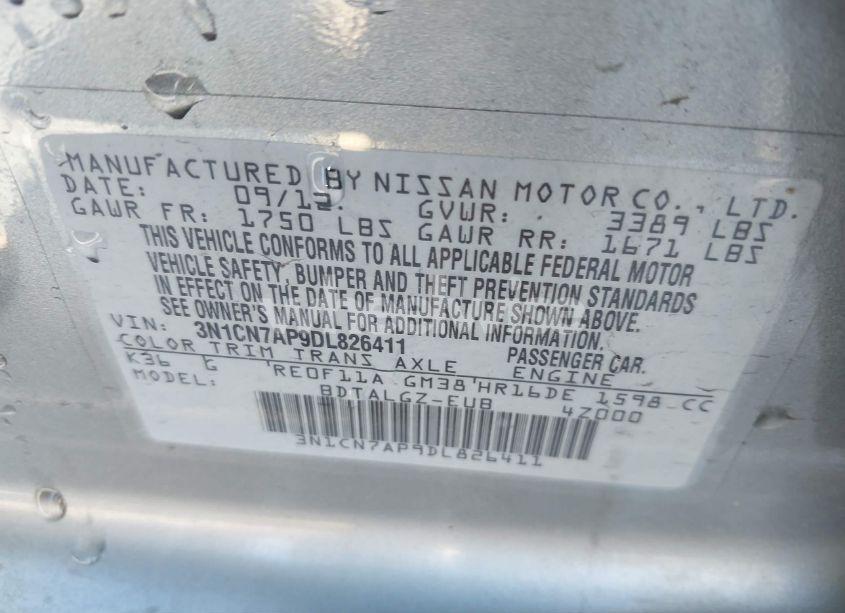 MANUFACTURED BY NISSAN MOTOR CO., LTD.
DATE: 09/12 GVWR: 3389 LBS
GAWR FR: 1750 LBS GAWR RR: 1671 LBS
THIS VEHICLE CONFORMS TO ALL APPLICABLE FEDERAL MOTOR
VEHICLE SAFETY, BUMPER AND THEFT PREVENTION STANDARDS
IN EFFECT ON THE DATE OF MANUFACTURE SHOWN ABOVE.
SEE OWNER'S MANUAL FOR ADDITIONAL INFORMATION.
VIN: 3N1CN7AP9DL826411 PASSENGER CAR.
COLOR TRIM TRANS AXLE ENGINE
K36 G REOF11A GM38 HR16DE 1598-CC
MODEL: BDTALGZ-EUB 4Z000
3N1CN7AP9DL826411